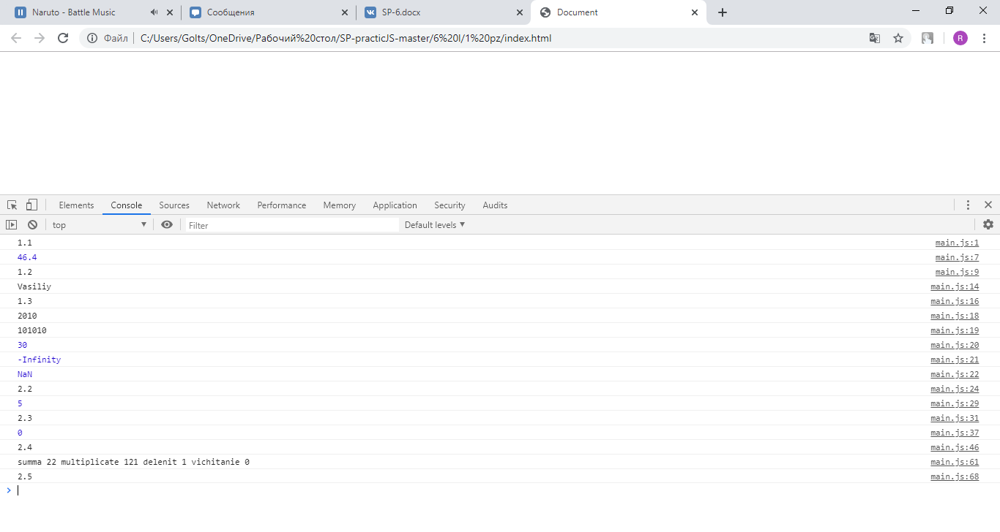 Naruto - Battle Music
Сообщения
SP-6.docx
Document
Файл
C:/Users/Golts/OneDrive/Рабочий%20стол/SP-practicJS-master/6%20l/1%20pz/index.html
R
Elements Console Sources Network Performance Memory Application Security Audits
top Filter Default levels
1.1 main.js:1
46.4 main.js:7
1.2 main.js:9
Vasiliy main.js:14
1.3 main.js:16
2010 main.js:18
101010 main.js:19
30 main.js:20
-Infinity main.js:21
NaN main.js:22
2.2 main.js:24
5 main.js:29
2.3 main.js:31
0 main.js:37
2.4 main.js:46
summa 22 multiplicate 121 delenit 1 vichitanie 0 main.js:61
2.5 main.js:68